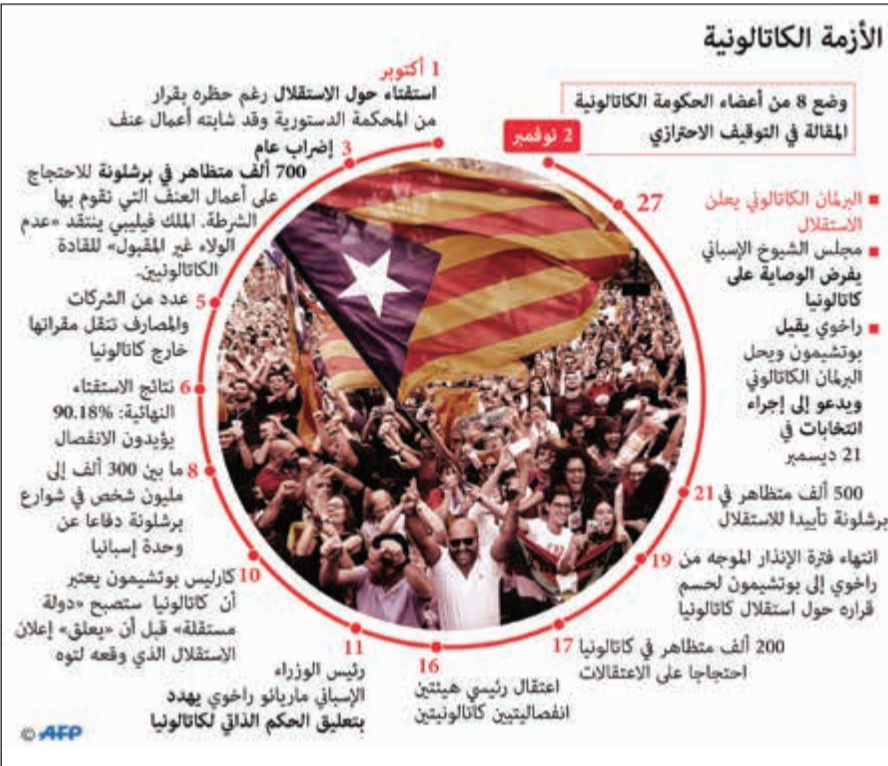 الأزمة الكاتالونية
1 أكتوبر
استفتاء حول الاستقلال رغم حظره بقرار
من المحكمة الدستورية وقد شابته أعمال عنف
3 إضراب عام
700 ألف متظاهر في برشلونة للاحتجاج
على أعمال العنف التي تقوم بها
الشرطة. الملك فيليبي ينتقد «عدم
الولاء غير المقبول» للقادة
الكاتالونيين.
5 عدد من الشركات
والمصارف تنقل مقراتها
خارج كاتالونيا
6 نتائج الاستفتاء
النهائية: 90.18%
يؤيدون الانفصال
8 ما بين 300 ألف إلى
مليون شخص في شوارع
برشلونة دفاعا عن
وحدة إسبانيا
10 كارليس بوتشيمون يعتبر
أن كاتالونيا ستصبح «دولة
مستقلة» قبل أن «يعلق» إعلان
الاستقلال الذي وقعه لتوه
11
رئيس الوزراء
الإسباني ماريانو راخوي يهدد
بتعليق الحكم الذاتي لكاتالونيا
16
اعتقال رئيسي هيئتين
انفصاليتين كاتالونيتين
17 200 ألف متظاهر في كاتالونيا
احتجاجا على الاعتقالات
19 انتهاء فترة الإنذار الموجه من
راخوي إلى بوتشيمون لحسم
قراره حول استقلال كاتالونيا
21 500 ألف متظاهر في
برشلونة تأييدا للاستقلال
27
البرلمان الكاتالوني يعلن
الاستقلال
مجلس الشيوخ الإسباني
يفرض الوصاية على
كاتالونيا
راخوي يقيل
بوتشيمون ويحل
البرلمان الكاتالوني
ويدعو إلى إجراء
انتخابات في
21 ديسمبر
2 نوفمبر
وضع 8 من أعضاء الحكومة الكاتالونية
المقالة في التوقيف الاحترازي
© AFP